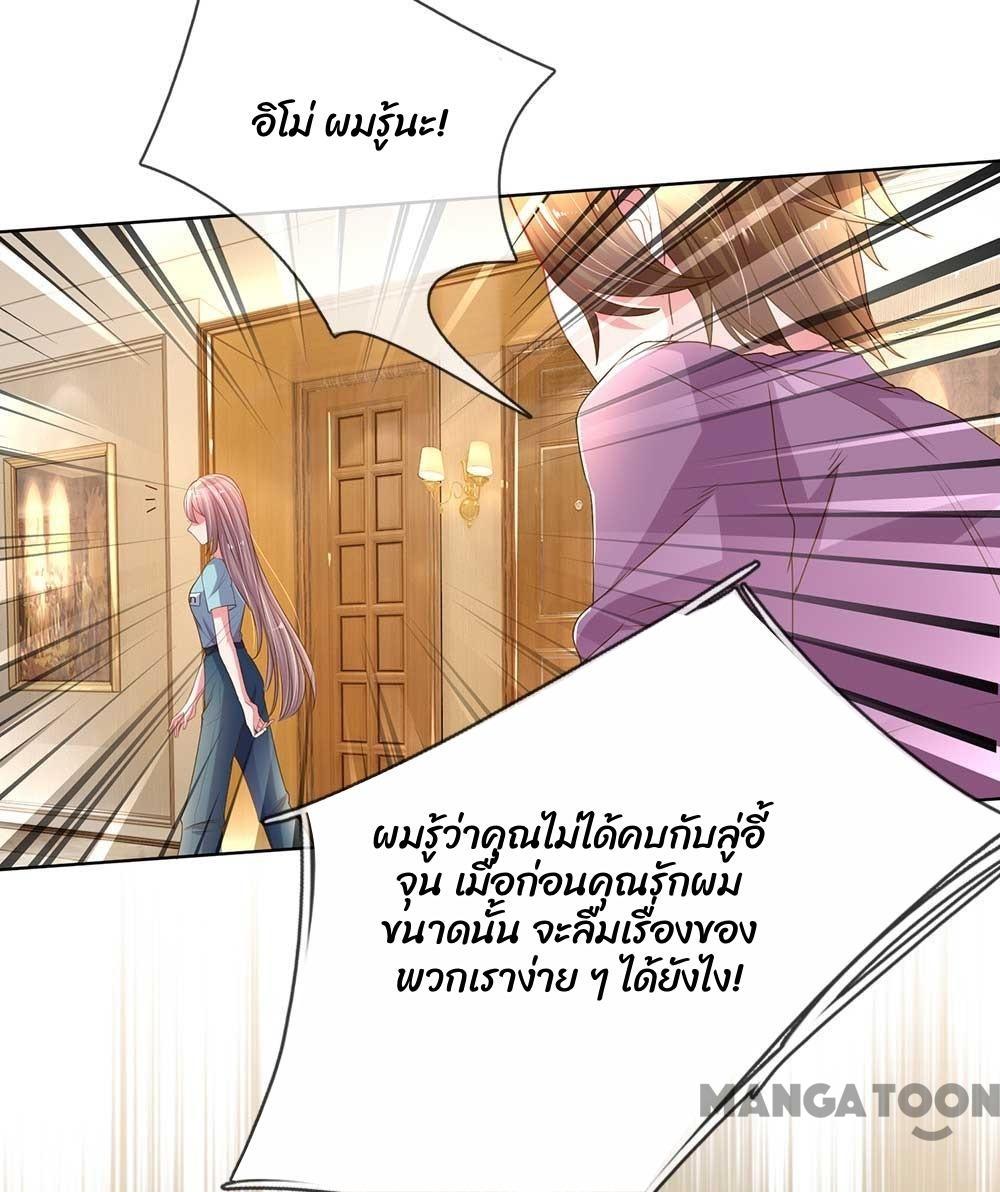 อิโม่ ผมรู้นะ!
ผมรู้ว่าคุณไม่ได้คบกับลู่อี้
จุน เมื่อก่อนคุณรักผม
ขนาดนั้น จะลืมเรื่องของ
พวกเราง่าย ๆ ได้ยังไง!
MANGATOON